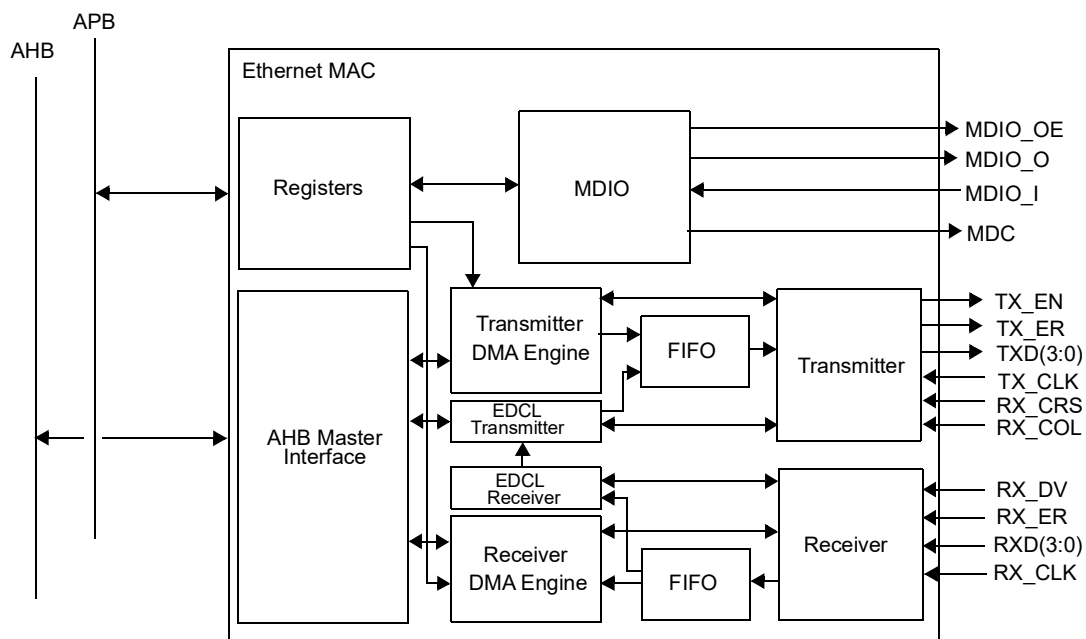 APB
AHB
Ethernet MAC
Registers
MDIO
MDIO_OE
MDIO_O
MDIO_I
MDC
Transmitter
DMA Engine
FIFO
Transmitter
TX_EN
TX_ER
TXD(3:0)
TX_CLK
RX_CRS
RX_COL
EDCL
Transmitter
AHB Master
Interface
EDCL
Receiver
Receiver
DMA Engine
FIFO
Receiver
RX_DV
RX_ER
RXD(3:0)
RX_CLK